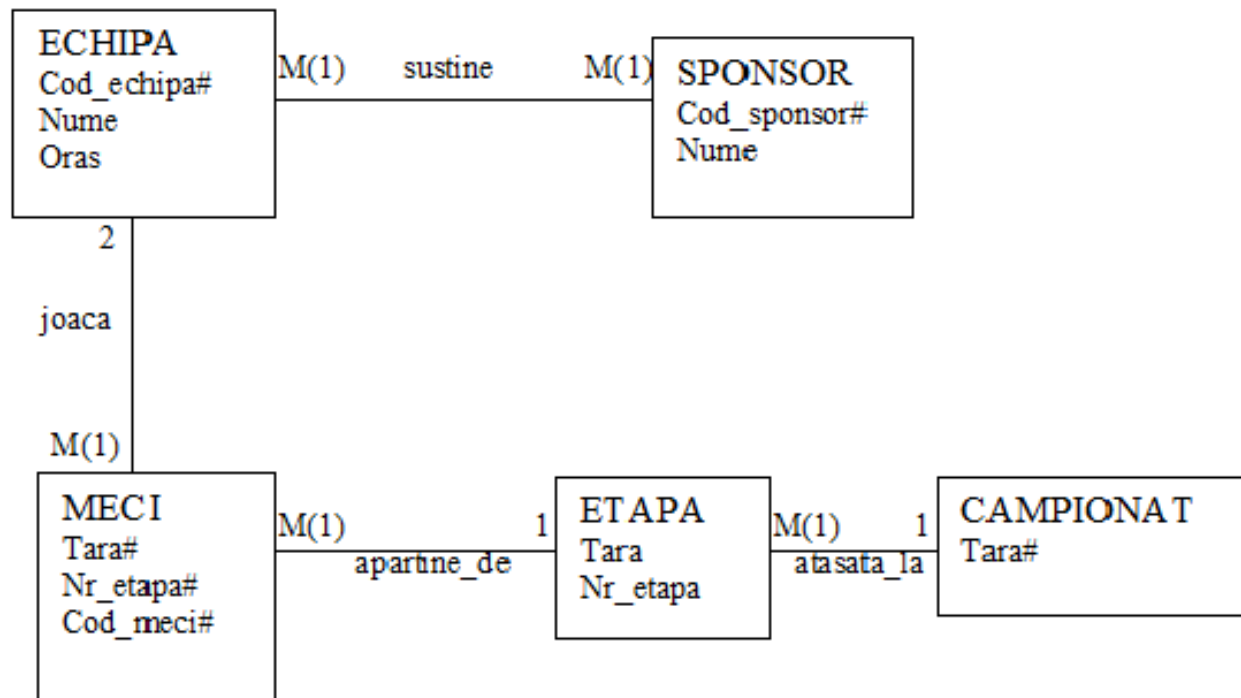 ECHIPA
Cod_echipa#
Nume
Oras
M(1) sustine M(1)
SPONSOR
Cod_sponsor#
Nume
2
joaca
M(1)
MECI
Tara#
Nr_etapa#
Cod_meci#
M(1) 1
apartine_de
ETAPA
Tara
Nr_etapa
M(1) 1
atasata_la
CAMPIONAT
Tara#